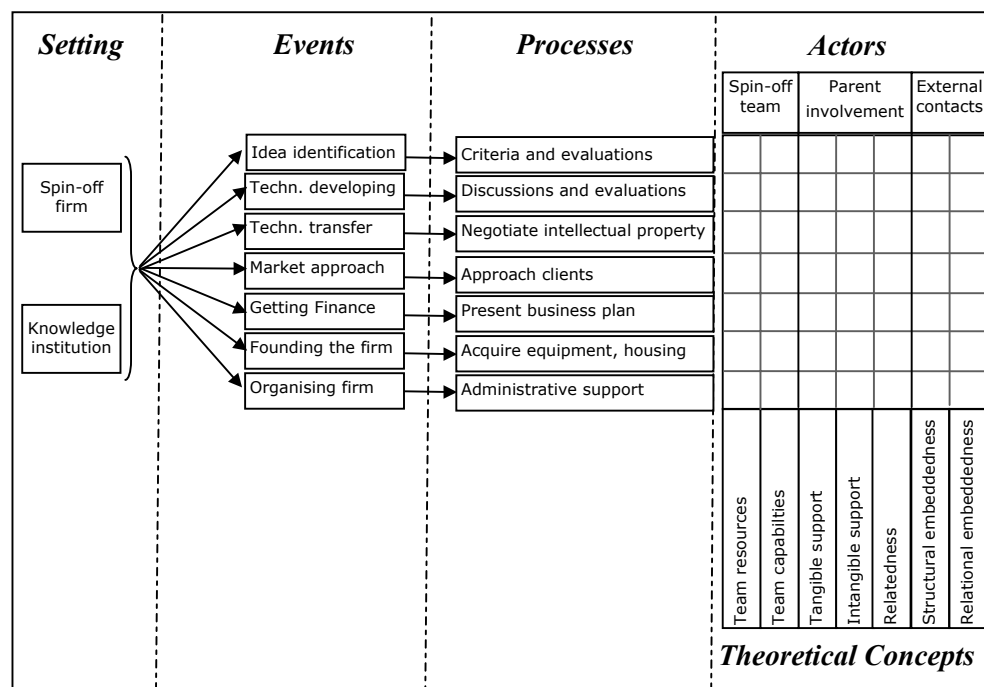 Setting
Events
Processes
Actors
Spin-off
team
Parent
involvement
External
contacts
Spin-off
firm
Knowledge
institution
Idea identification
Techn. developing
Techn. transfer
Market approach
Getting Finance
Founding the firm
Organising firm
Criteria and evaluations
Discussions and evaluations
Negotiate intellectual property
Approach clients
Present business plan
Acquire equipment, housing
Administrative support
Team resources
Team capabilties
Tangible support
Intangible support
Relatedness
Structural embeddedness
Relational embeddedness
Theoretical Concepts